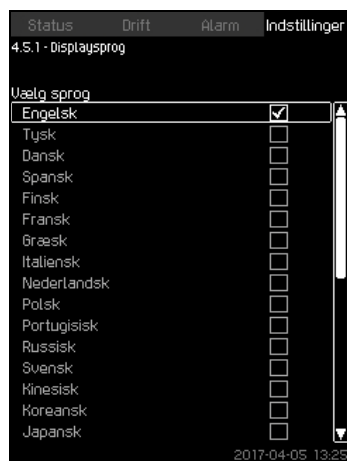 Status Drift Alarm Indstillinger
4.5.1 - Displaysprog
Vælg sprog
Engelsk
Tysk
Dansk
Spansk
Finsk
Fransk
Græsk
Italiensk
Nederlandsk
Polsk
Portugisisk
Russisk
Svensk
Kinesisk
Koreansk
Japansk
2017-04-05 13:25